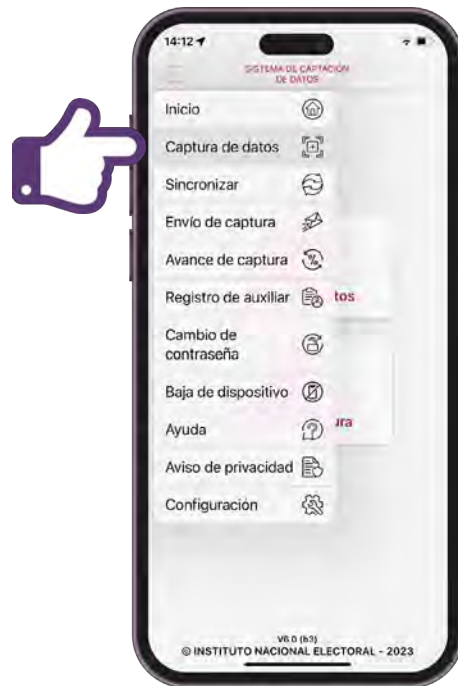 14:12
SISTEMA DE CAPTACIÓN
DE DATOS
Inicio
Captura de datos
Sincronizar
Envío de captura
Avance de captura
Registro de auxiliar
tos
Cambio de
contraseña
Baja de dispositivo
Ayuda
ura
Aviso de privacidad
Configuración
V6.0 (b3)
© INSTITUTO NACIONAL ELECTORAL - 2023